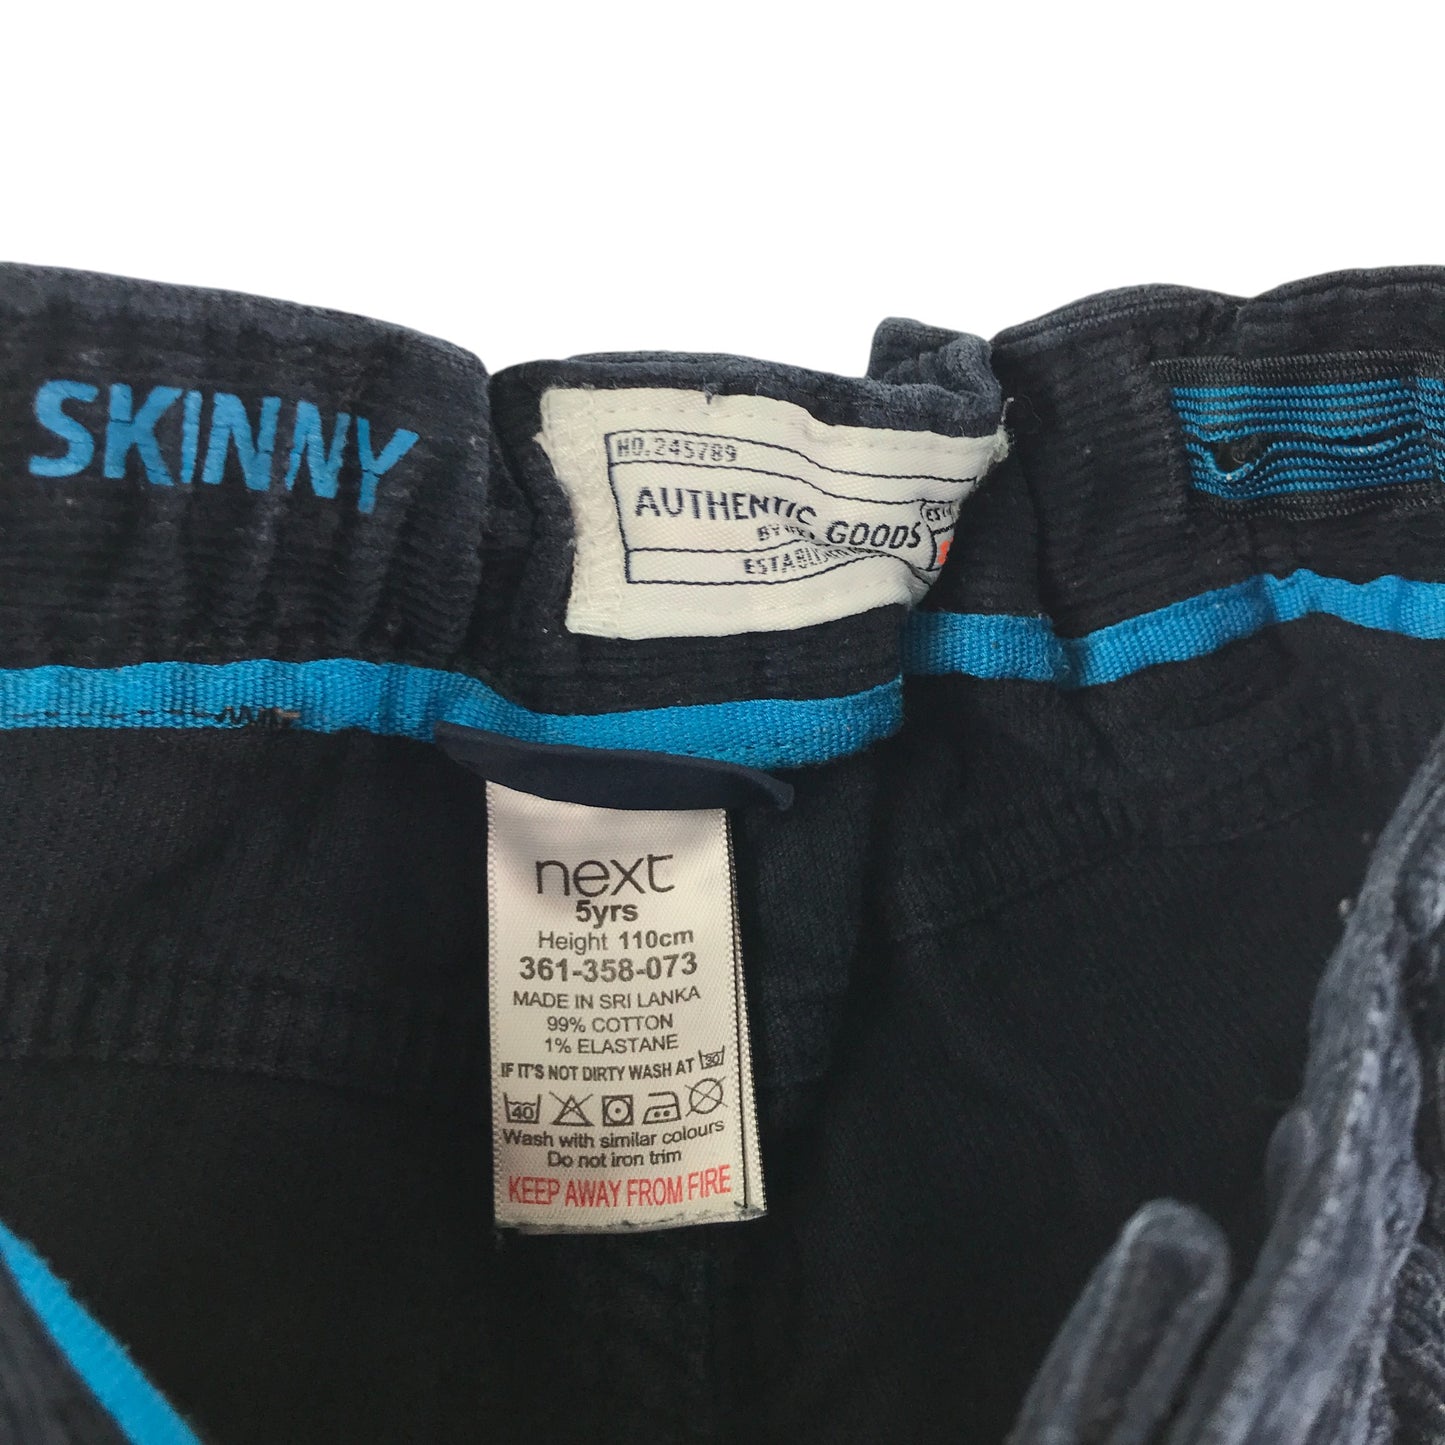 SKINNY
NO. 245789
AUTHENTIC GOODS
BY
next
5yrs
Height 110cm
361-358-073
MADE IN SRI LANKA
99% COTTON
1% ELASTANE
IF IT'S NOT DIRTY WASH AT 30
40
Wash with similar colours
Do not iron trim
KEEP AWAY FROM FIRE